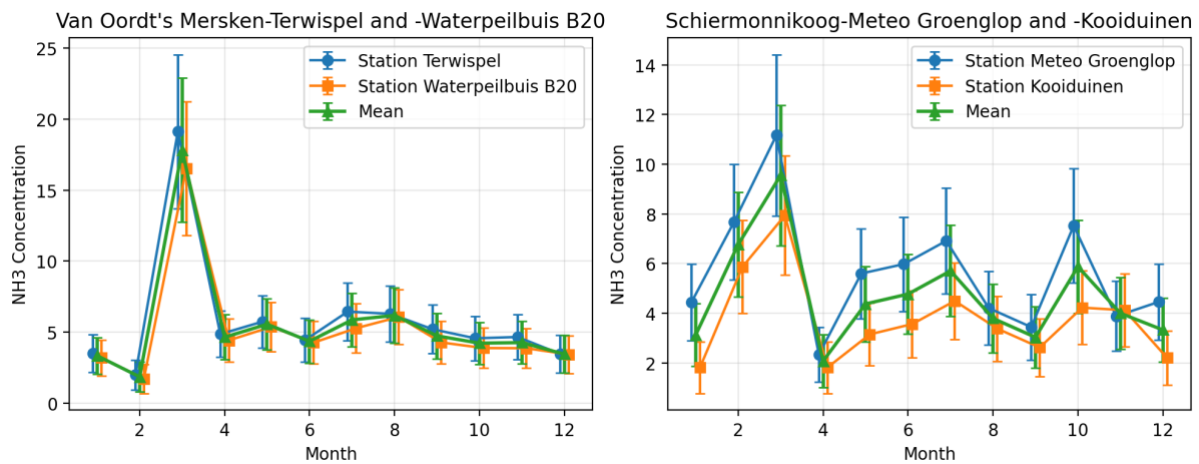 Van Oordt's Mersken-Terwispel and -Waterpeilbuis B20
25
20
15
10
5
0
NH3 Concentration
Station Terwispel
Station Waterpeilbuis B20
Mean
2 4 6 8 10 12
Month
Schiermonnikoog-Meteo Groenglop and -Kooiduinen
14
12
10
8
6
4
2
NH3 Concentration
Station Meteo Groenglop
Station Kooiduinen
Mean
2 4 6 8 10 12
Month